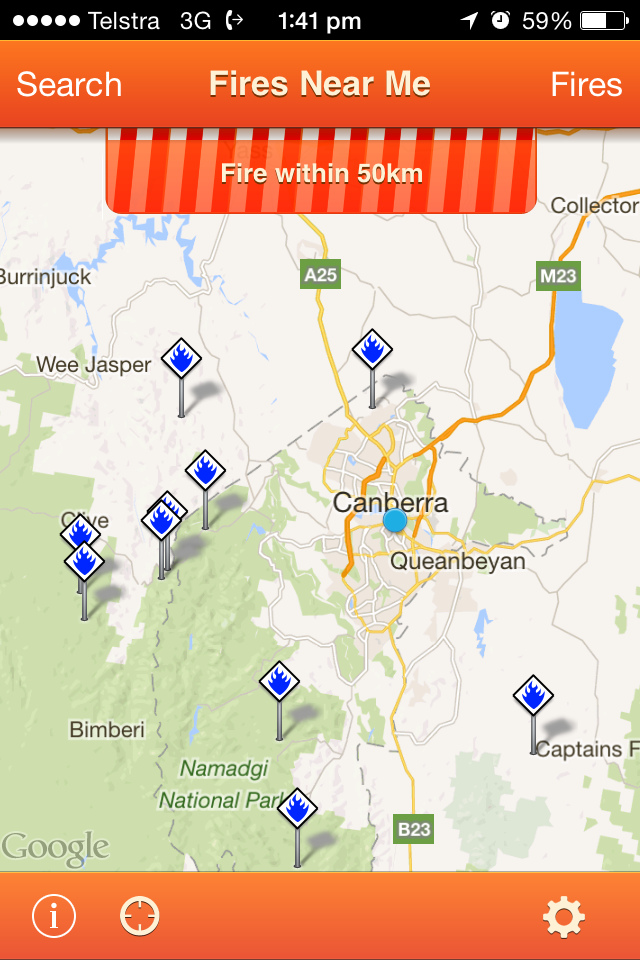 Telstra 3G 1:41 pm 59%
Search Fires Near Me Fires
Fire within 50km
Collector
Burrinjuck
A25
M23
Wee Jasper
Canberra
Queanbeyan
Bimberi
Captains F
Namadgi
National Park
B23
Google